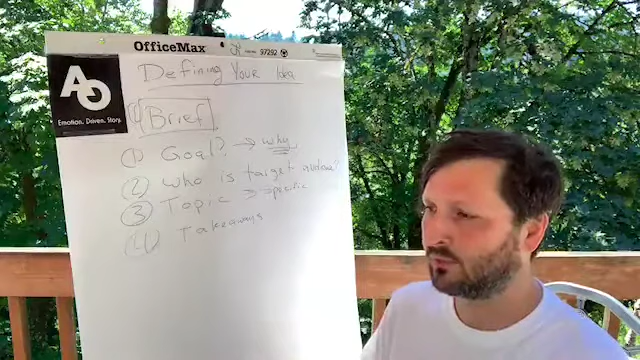 OfficeMax 97292
AO
Emotion. Driven. Story.
Defining Your Idea
Brief
① Goal? → why
② Who is target audience?
③ Topic → specific
④ Takeaways